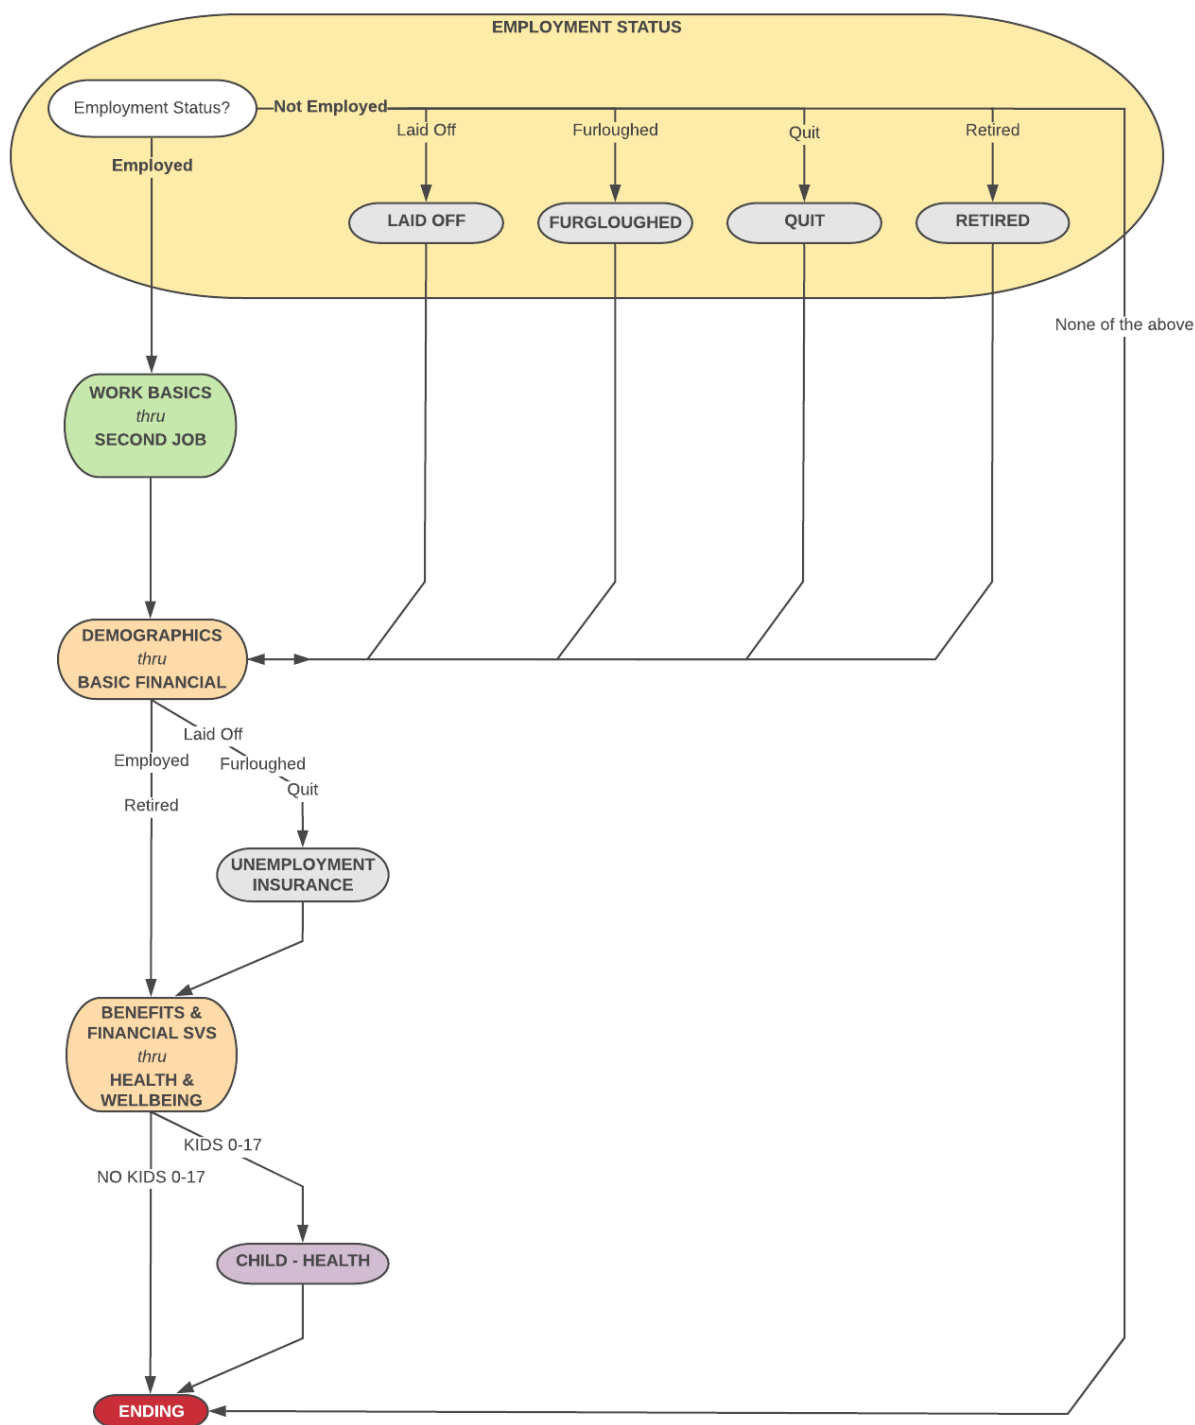 EMPLOYMENT STATUS
Employment Status?
Not Employed
Laid Off
Furloughed
Quit
Retired
Employed
LAID OFF
FURGLOUGHED
QUIT
RETIRED
None of the above
WORK BASICS
thru
SECOND JOB
DEMOGRAPHICS
thru
BASIC FINANCIAL
Laid Off
Employed
Furloughed
Quit
Retired
UNEMPLOYMENT
INSURANCE
BENEFITS &
FINANCIAL SVS
thru
HEALTH &
WELLBEING
KIDS 0-17
NO KIDS 0-17
CHILD - HEALTH
ENDING